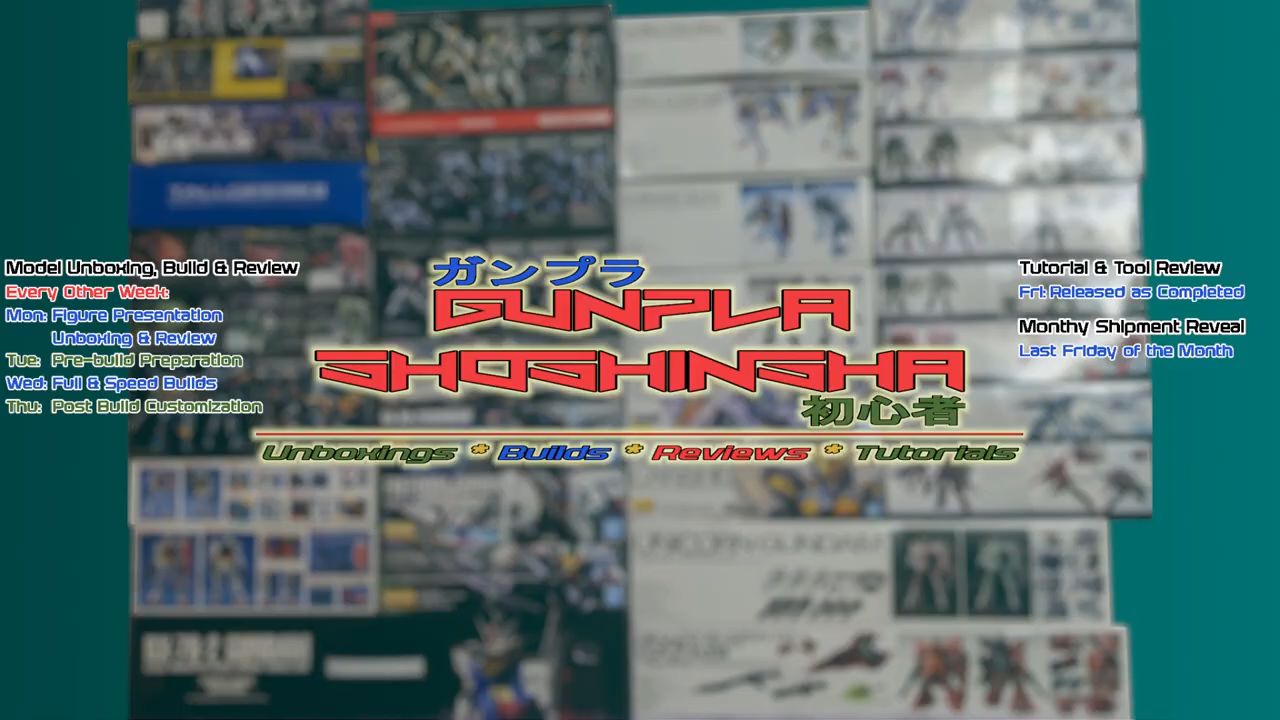 Model Unboxing, Build & Review
Every Other Week:
Mon: Figure Presentation
Unboxing & Review
Tue: Pre-build Preparation
Wed: Full & Speed Builds
Thu: Post Build Customization
ガンプラ
GUNPLA
SHOSHINSHA
初心者
Unboxings * Builds * Reviews * Tutorials
Tutorial & Tool Review
Fri: Released as Completed
Monthy Shipment Reveal
Last Friday of the Month